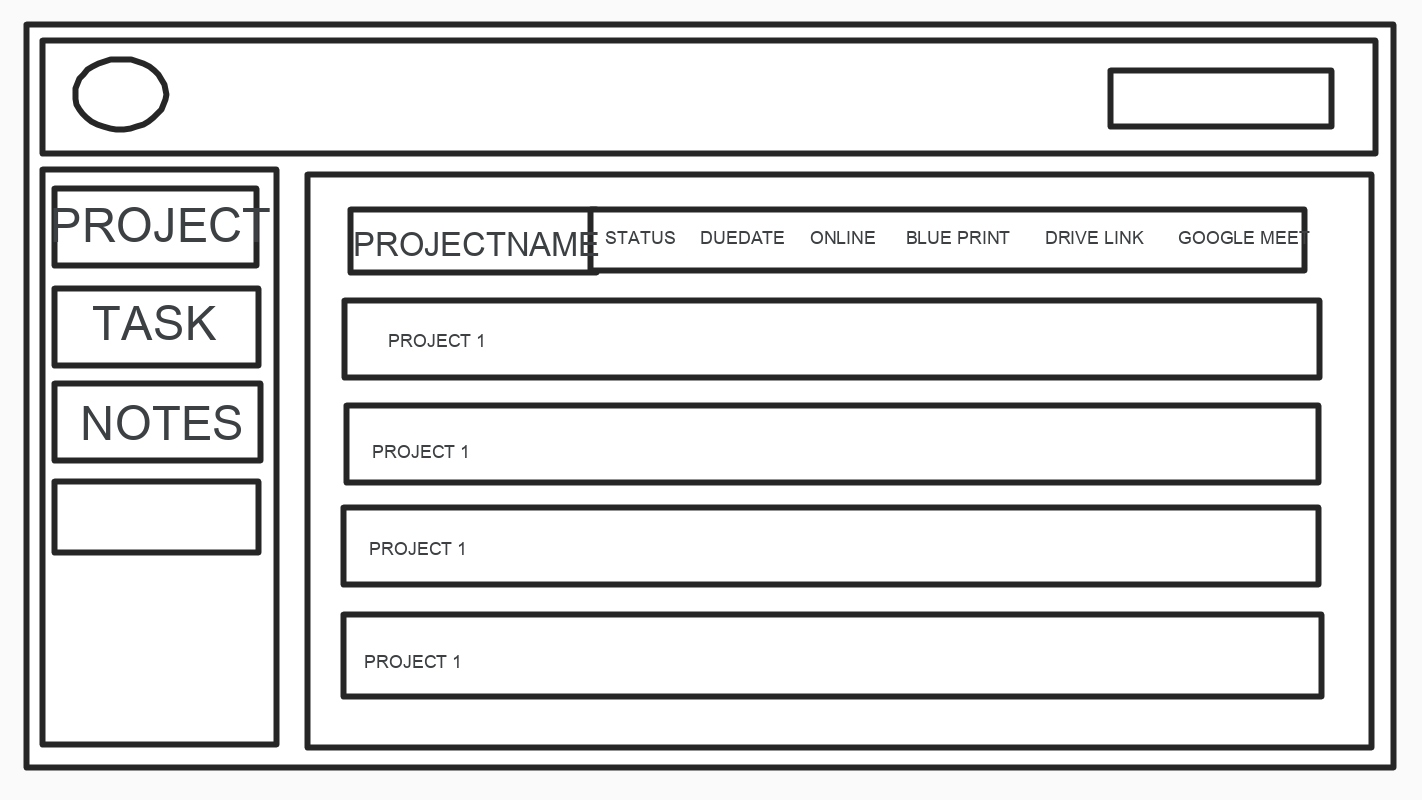 PROJECT
TASK
NOTES
PROJECTNAME STATUS DUEDATE ONLINE BLUE PRINT DRIVE LINK GOOGLE MEET
PROJECT 1
PROJECT 1
PROJECT 1
PROJECT 1